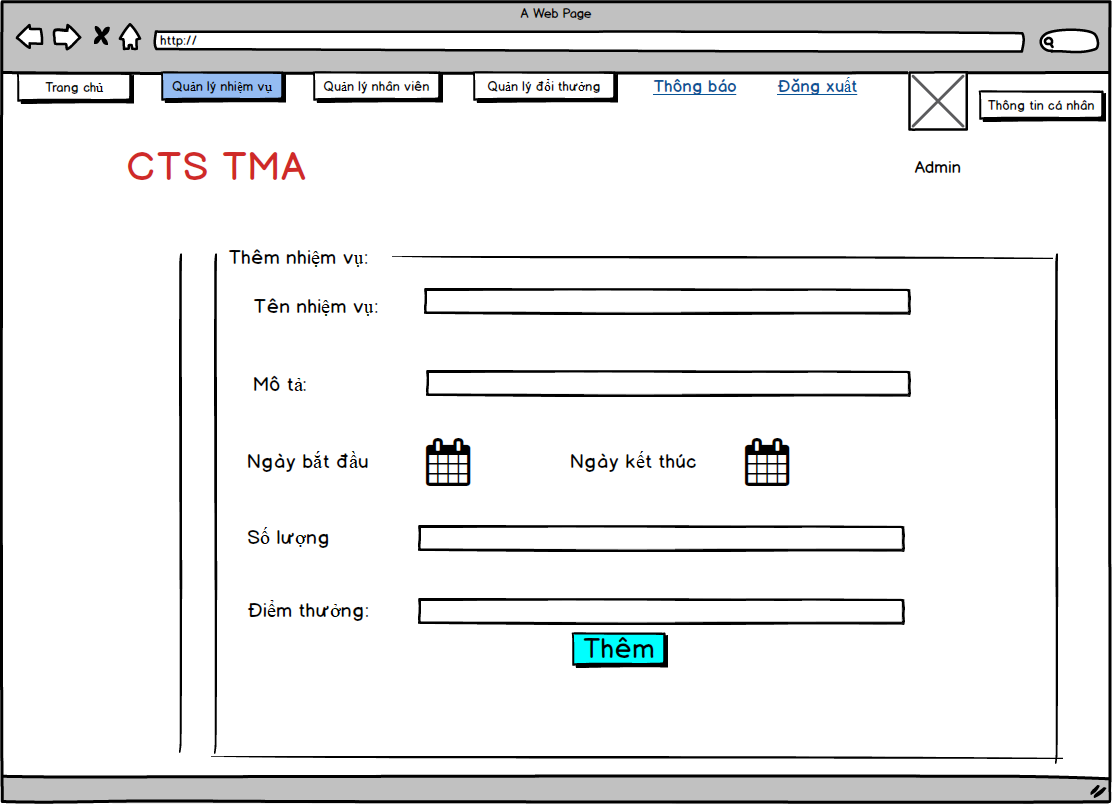 A Web Page
http://
Trang chủ
Quản lý nhiệm vụ
Quản lý nhân viên
Quản lý đổi thưởng
Thông báo
Đăng xuất
Thông tin cá nhân
CTS TMA
Admin
Thêm nhiệm vụ:
Tên nhiệm vụ:
Mô tả:
Ngày bắt đầu
Ngày kết thúc
Số lượng
Điểm thưởng:
Thêm